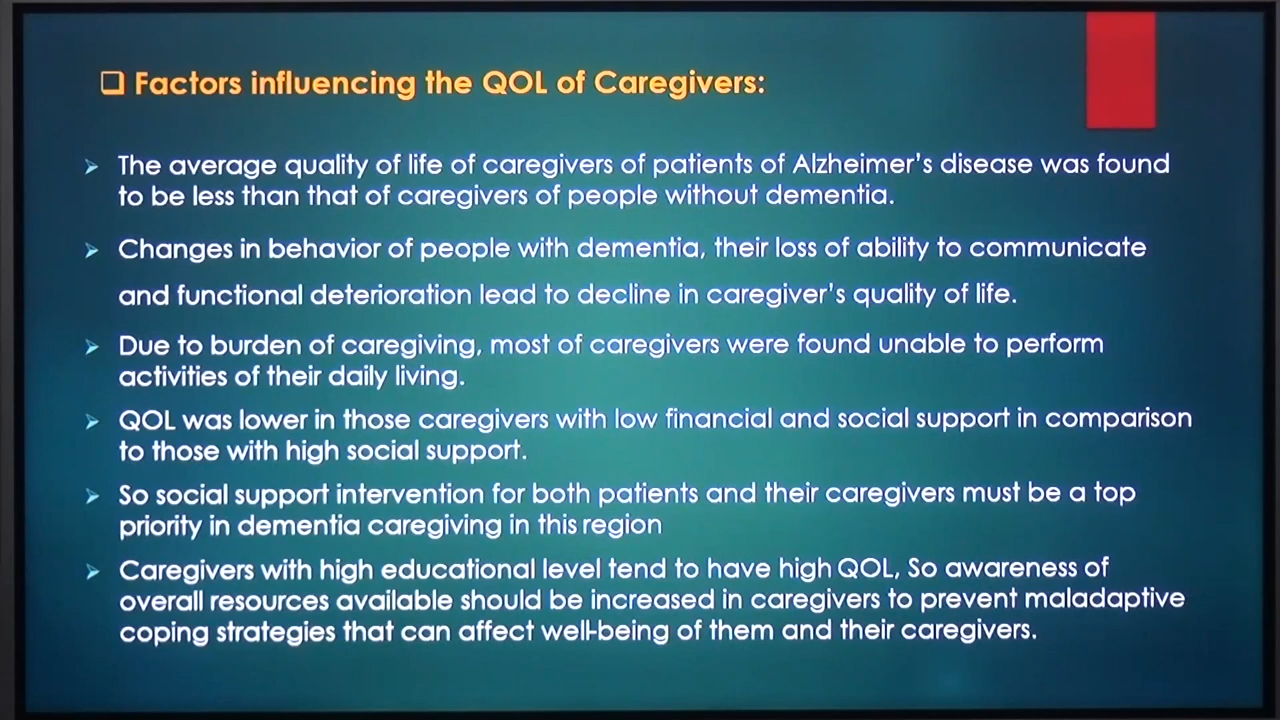 ❑ Factors influencing the QOL of Caregivers:
➢ The average quality of life of caregivers of patients of Alzheimer's disease was found
to be less than that of caregivers of people without dementia.
➢ Changes in behavior of people with dementia, their loss of ability to communicate
and functional deterioration lead to decline in caregiver's quality of life.
➢ Due to burden of caregiving, most of caregivers were found unable to perform
activities of their daily living.
➢ QOL was lower in those caregivers with low financial and social support in comparison
to those with high social support.
➢ So social support intervention for both patients and their caregivers must be a top
priority in dementia caregiving in this region
➢ Caregivers with high educational level tend to have high QOL, So awareness of
overall resources available should be increased in caregivers to prevent maladaptive
coping strategies that can affect well-being of them and their caregivers.